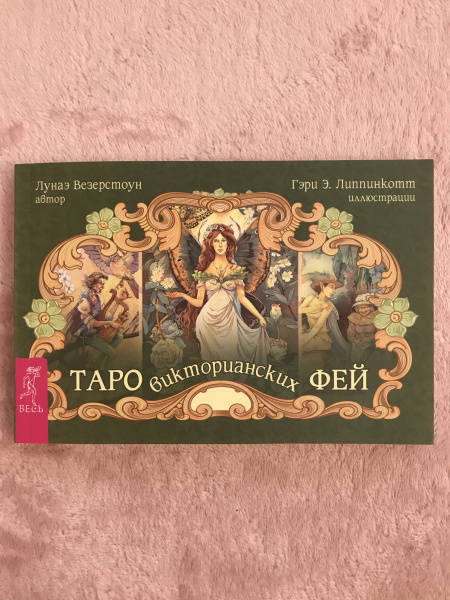 Лунаэ Везерстоун
автор
Гэри Э. Липпинкотт
иллюстрации
ТАРО викторианских ФЕЙ
ВЕСЬ